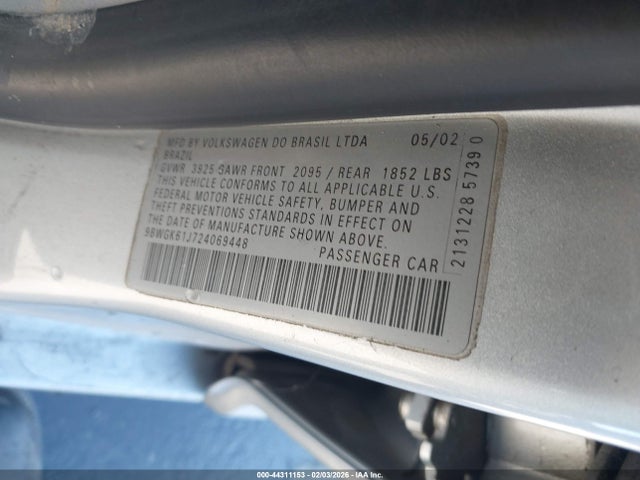 MFD BY VOLKSWAGEN DO BRASIL LTDA 05/02
BRAZIL
GVWR 3925 GAWR FRONT 2095 / REAR 1852 LBS
THIS VEHICLE CONFORMS TO ALL APPLICABLE U.S.
FEDERAL MOTOR VEHICLE SAFETY, BUMPER AND
THEFT PREVENTIONS STANDARDS IN EFFECT ON
THE DATE OF MANUFACTURE SHOWN ABOVE.
9BWGK61J724069448 PASSENGER CAR
2131228 5739 0
000-44311153 - 02/03/2026 - IAAI.COM